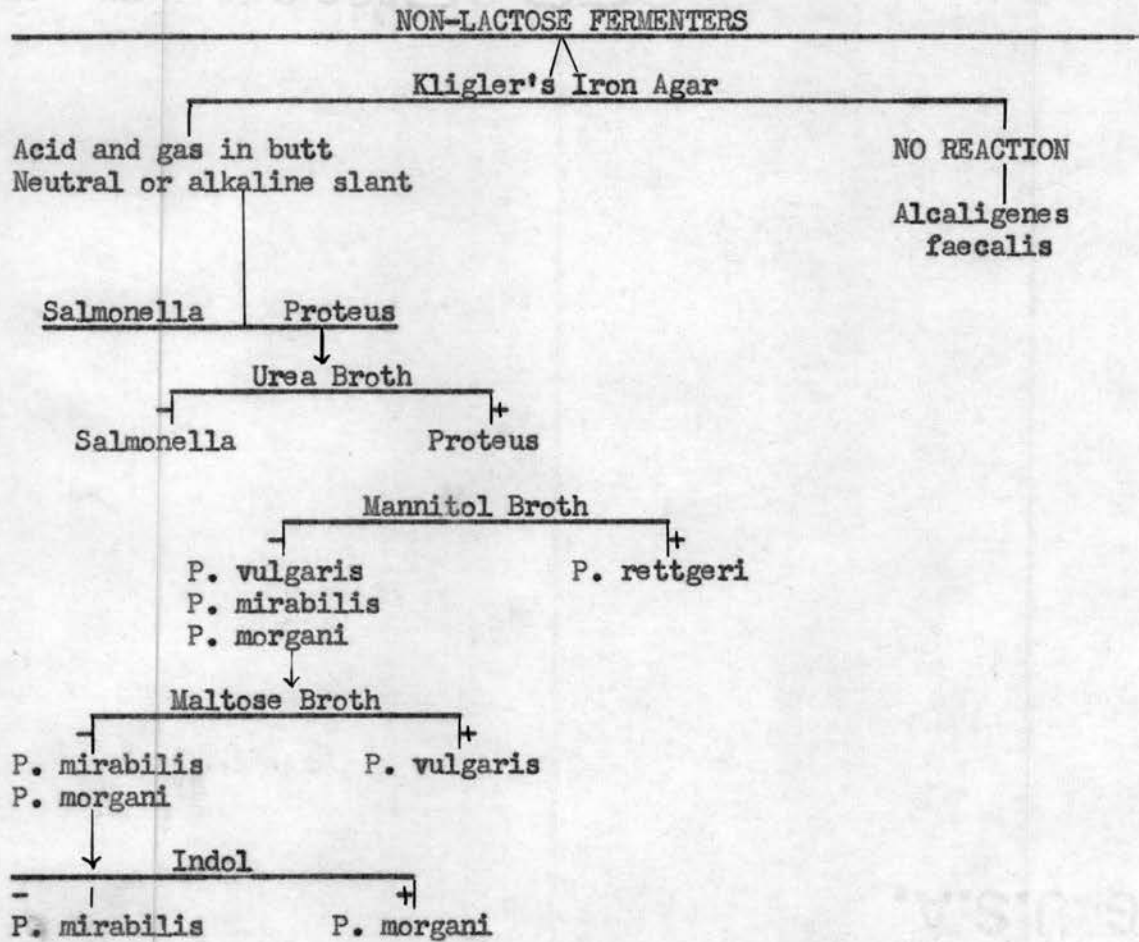 NON-LACTOSE FERMENTERS
Kligler's Iron Agar
Acid and gas in butt
Neutral or alkaline slant
NO REACTION
Alcaligenes
faecalis
Salmonella Proteus
Urea Broth
- +
Salmonella Proteus
Mannitol Broth
- +
P. vulgaris P. rettgeri
P. mirabilis
P. morgani
Maltose Broth
- +
P. mirabilis P. vulgaris
P. morgani
Indol
- +
P. mirabilis P. morgani